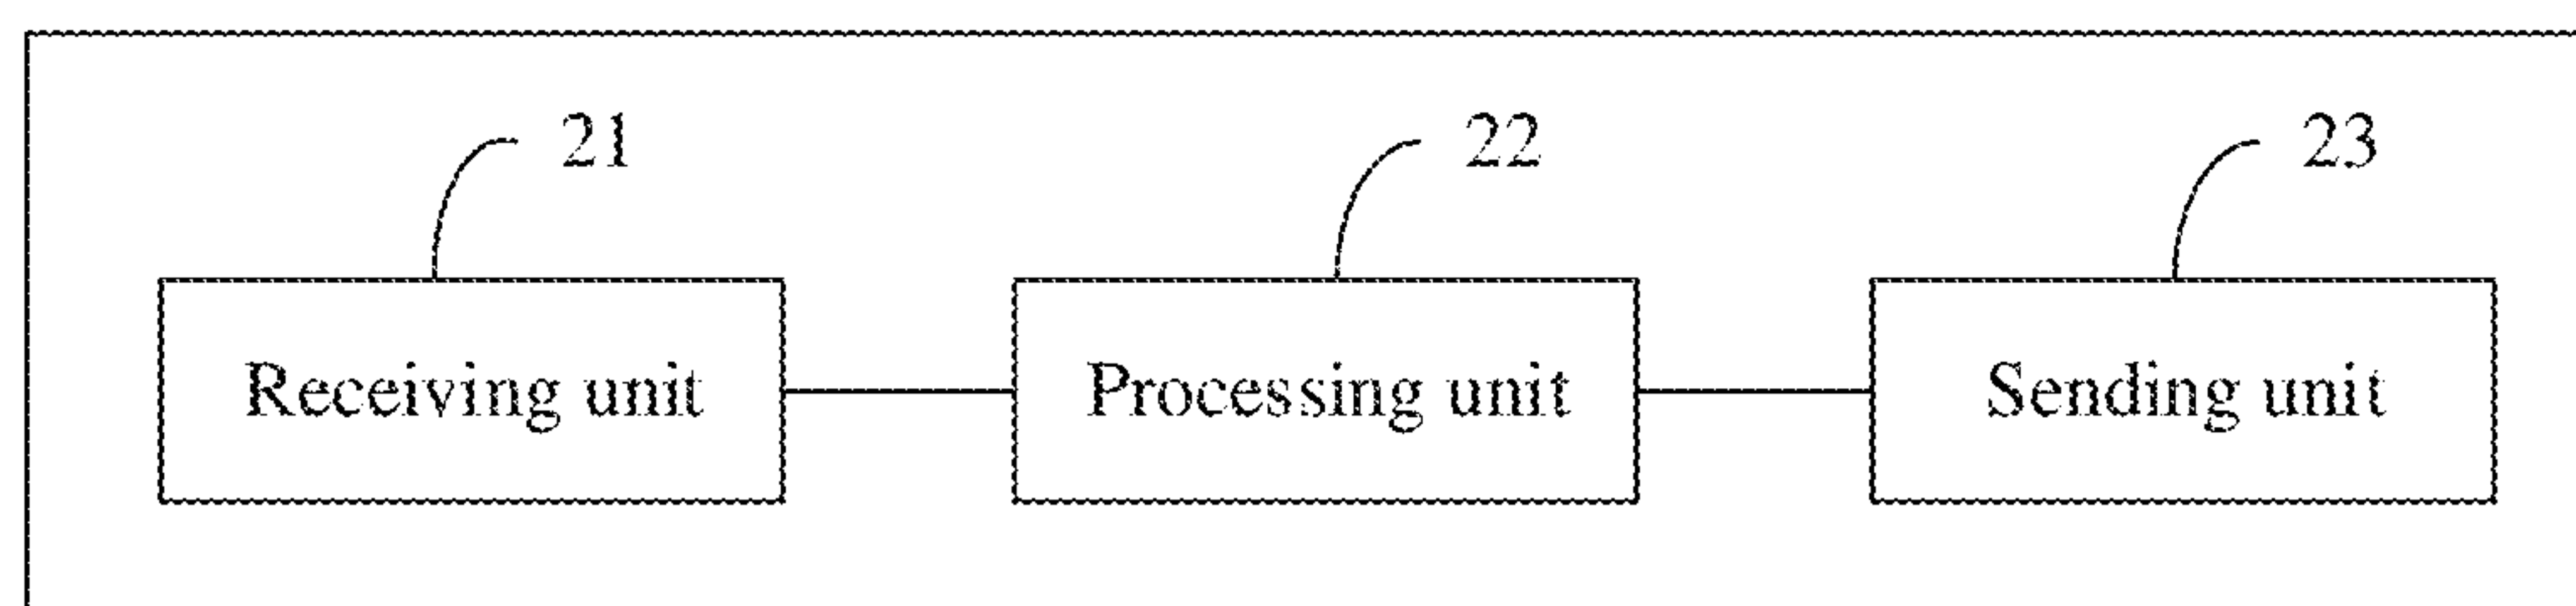 21 22 23
Receiving unit Processing unit Sending unit